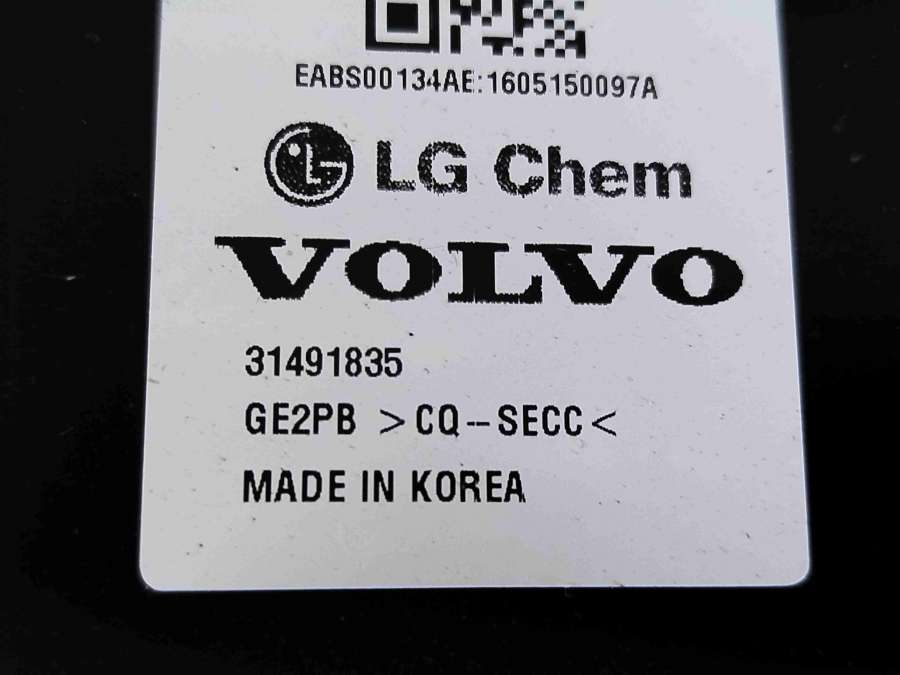 EABS00134AE:1605150097A
LG Chem
VOLVO
31491835
GE2PB >CQ--SECC<
MADE IN KOREA